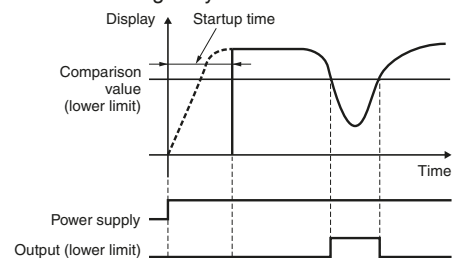 Display
Startup time
Comparison
value
(lower limit)
Time
Power supply
Output (lower limit)